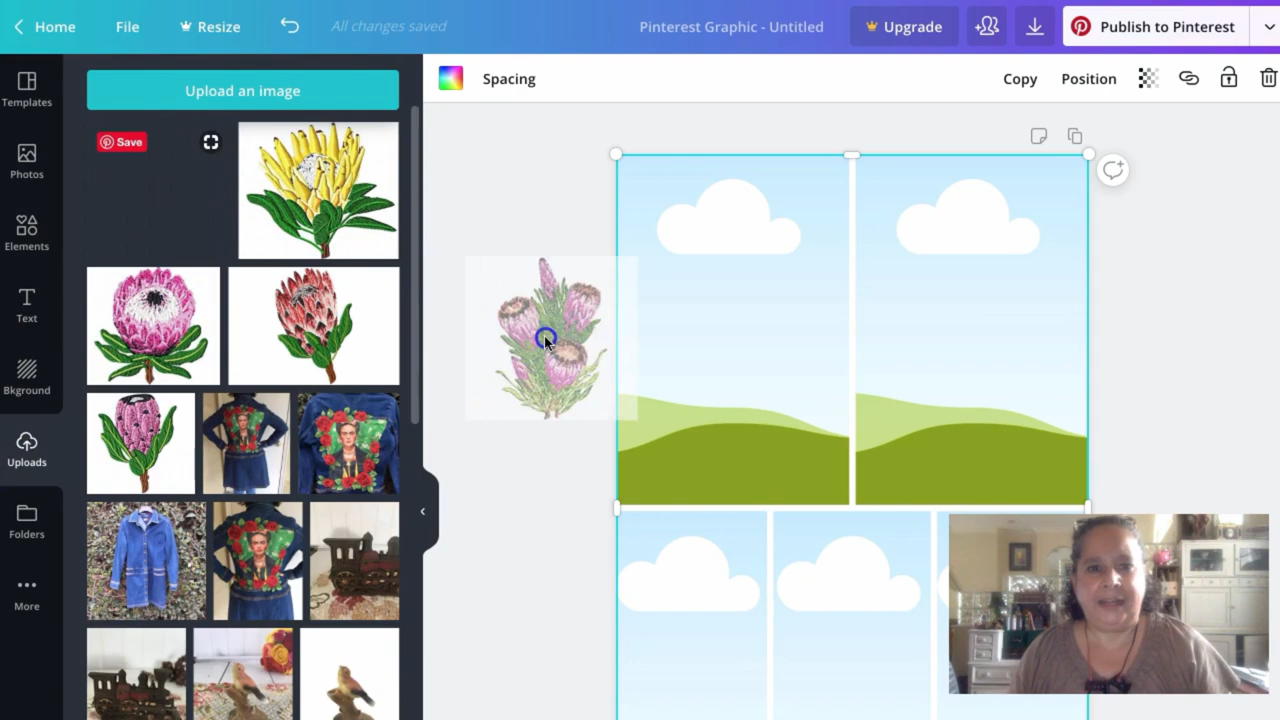 Home
File
Resize
All changes saved
Pinterest Graphic - Untitled
Upgrade
Publish to Pinterest
Templates
Photos
Elements
Text
Bkground
Uploads
Folders
More
Upload an image
Save
Spacing
Copy
Position